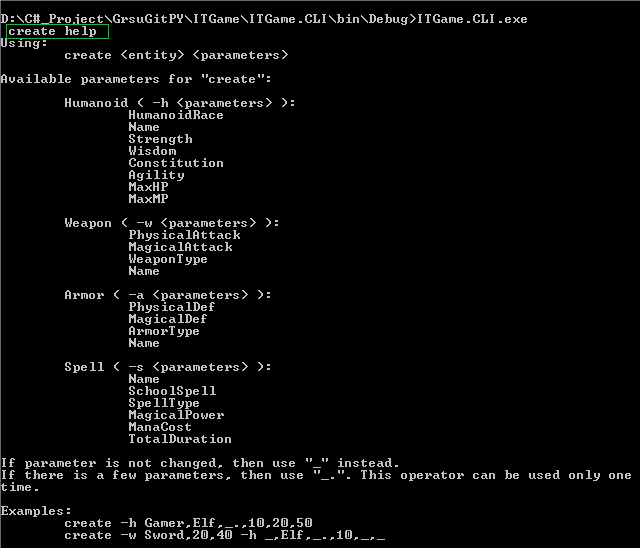 D:\C#_Project\GrsuGitPY\ITGame\ITGame.CLI\bin\Debug>ITGame.CLI.exe
create help
Using:
create <entity> <parameters>
Available parameters for "create":
Humanoid ( -h <parameters> ):
HumanoidRace
Name
Strength
Wisdom
Constitution
Agility
MaxHP
MaxMP
Weapon ( -w <parameters> ):
PhysicalAttack
MagicalAttack
WeaponType
Name
Armor ( -a <parameters> ):
PhysicalDef
MagicalDef
ArmorType
Name
Spell ( -s <parameters> ):
Name
SchoolSpell
SpellType
MagicalPower
ManaCost
TotalDuration
If parameter is not changed, then use "_" instead.
If there is a few parameters, then use "_.". This operator can be used only one
time.
Examples:
create -h Gamer,Elf,_.,10,20,50
create -w Sword,20,40 -h _,Elf,_.,10,_,_